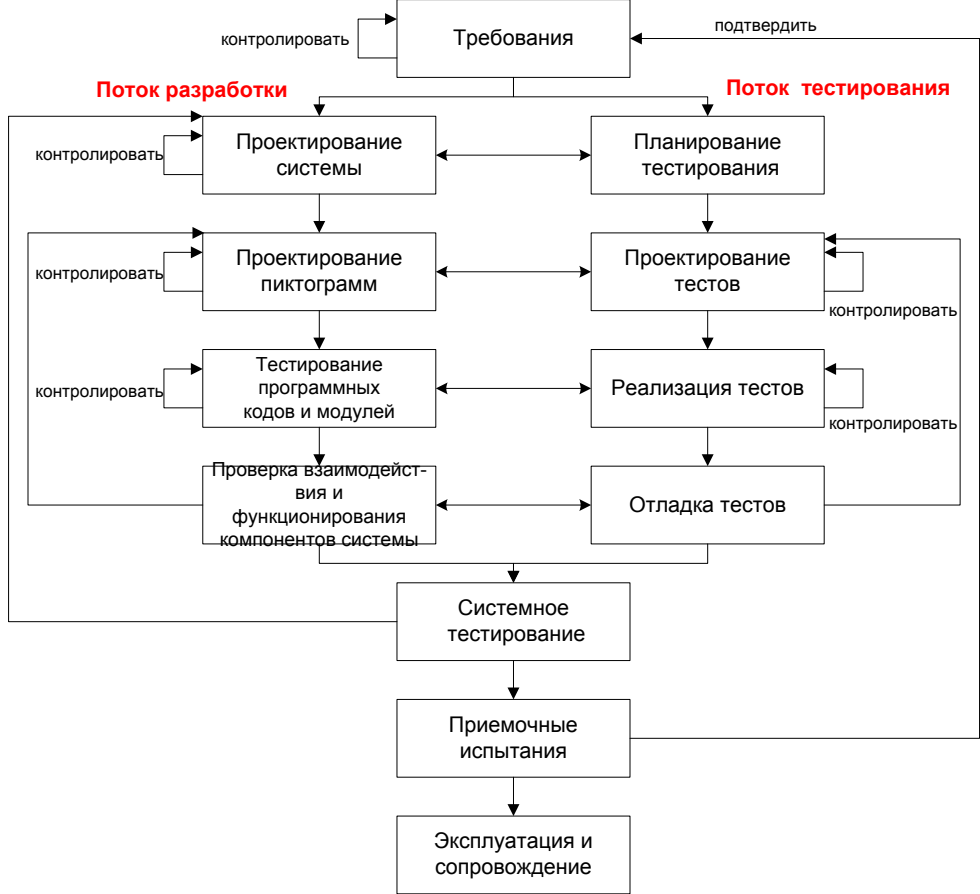 контролировать
Требования
подтвердить
Поток разработки
Поток тестирования
контролировать
Проектирование
системы
Планирование
тестирования
контролировать
Проектирование
пиктограмм
Проектирование
тестов
контролировать
контролировать
Тестирование
программных
кодов и модулей
Реализация тестов
контролировать
Проверка взаимодейст-
вия и
функционирования
компонентов системы
Отладка тестов
Системное
тестирование
Приемочные
испытания
Эксплуатация и
сопровождение